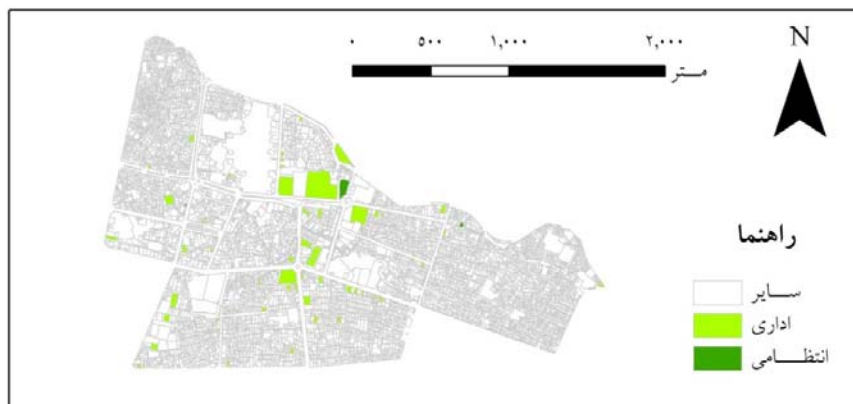 ۰ ۵۰۰ ۱,۰۰۰ ۲,۰۰۰
متر
N
راهنما
سایر
اداری
انتظامی